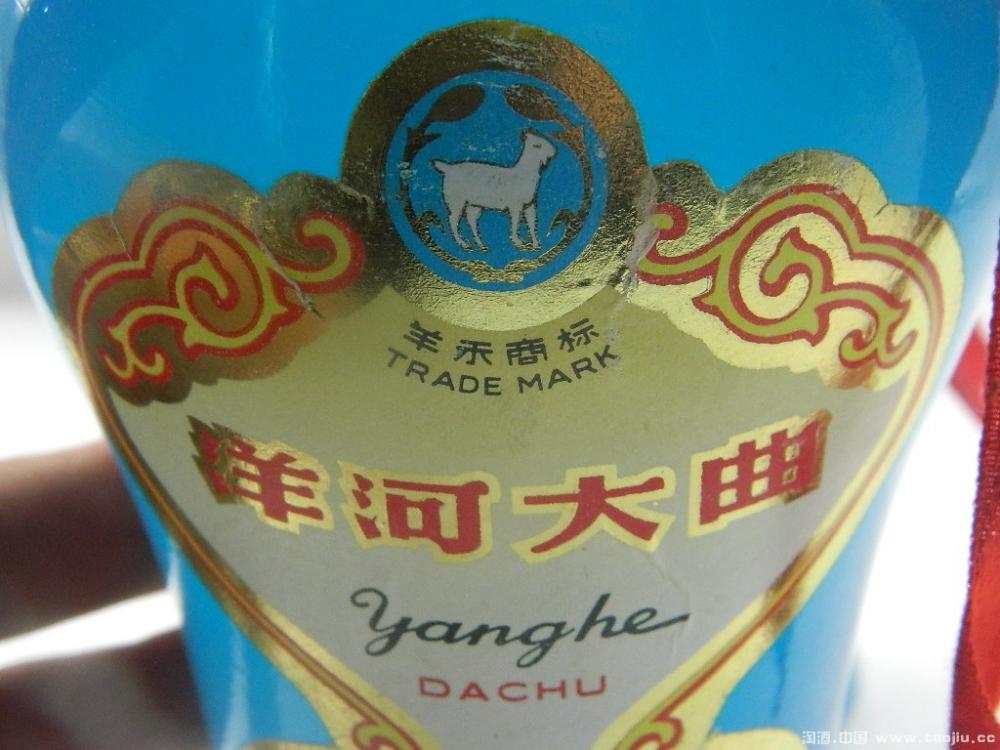 羊禾商标
TRADE MARK
洋河大曲
Yanghe
DACHU
淘酒.中国 www.taojiu.cc